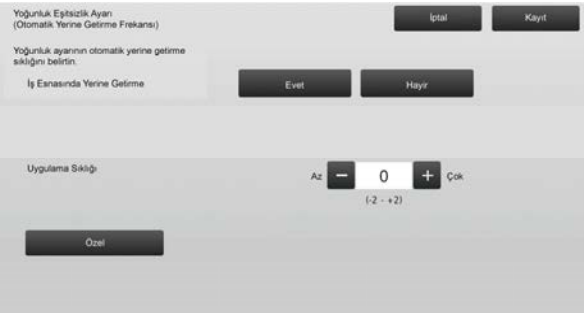 Yoğunluk Eşitsizlik Ayarı
(Otomatik Yerine Getirme Frekansı)
İptal
Kayıt
Yoğunluk ayarının otomatik yerine getirme
sıklığını belirtin.
İş Esnasında Yerine Getirme
Evet
Hayir
Uygulama Sıklığı
Az − 0 + Çok
(-2 - +2)
Özel